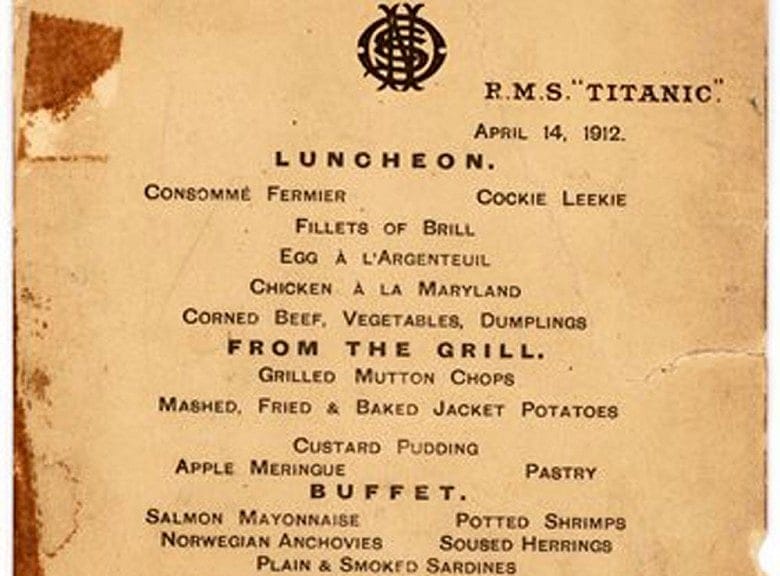 R.M.S. "TITANIC".
APRIL 14, 1912.
LUNCHEON.
CONSOMMÉ FERMIER COCKIE LEEKIE
FILLETS OF BRILL
EGG À L'ARGENTEUIL
CHICKEN À LA MARYLAND
CORNED BEEF, VEGETABLES, DUMPLINGS
FROM THE GRILL.
GRILLED MUTTON CHOPS
MASHED, FRIED & BAKED JACKET POTATOES
CUSTARD PUDDING
APPLE MERINGUE PASTRY
BUFFET.
SALMON MAYONNAISE POTTED SHRIMPS
NORWEGIAN ANCHOVIES SOUSED HERRINGS
PLAIN & SMOKED SARDINES